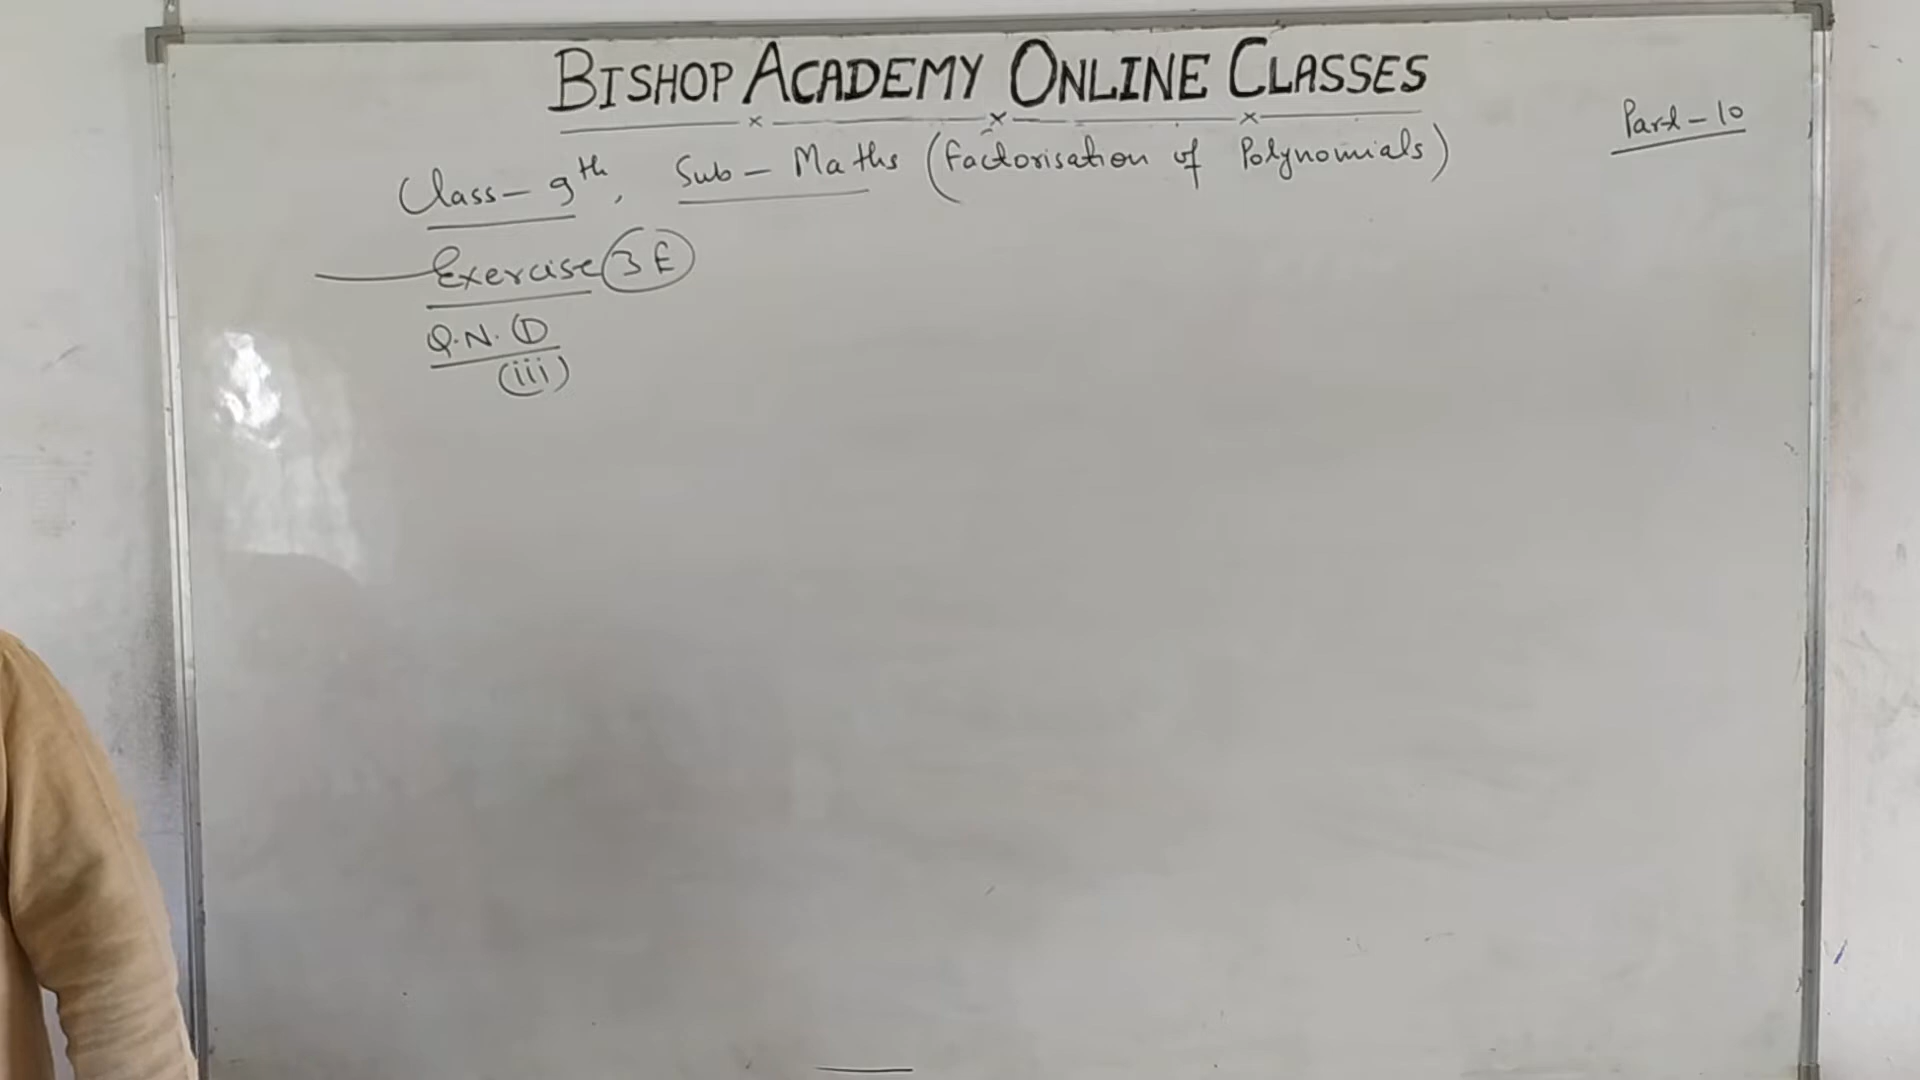 BISHOP ACADEMY ONLINE CLASSES
Part-10
Class-9th, Sub-Maths (Factorisation of Polynomials)
Exercise 3E
Q.N. 1
(iii)